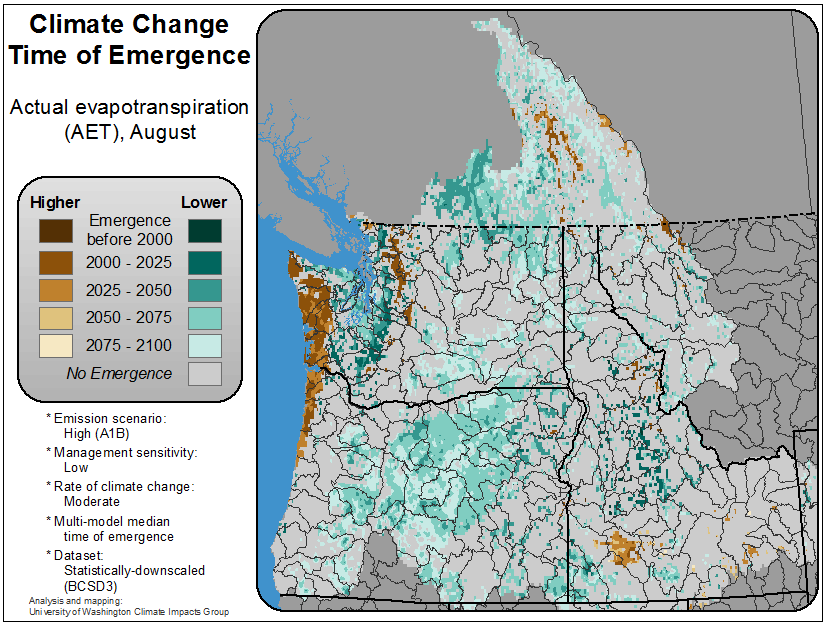 Climate Change
Time of Emergence
Actual evapotranspiration
(AET), August
Higher
Lower
Emergence
before 2000
2000 - 2025
2025 - 2050
2050 - 2075
2075 - 2100
No Emergence
* Emission scenario:
High (A1B)
* Management sensitivity:
Low
* Rate of climate change:
Moderate
* Multi-model median
time of emergence
* Dataset:
Statistically-downscaled
(BCSD3)
Analysis and mapping:
University of Washington Climate Impacts Group